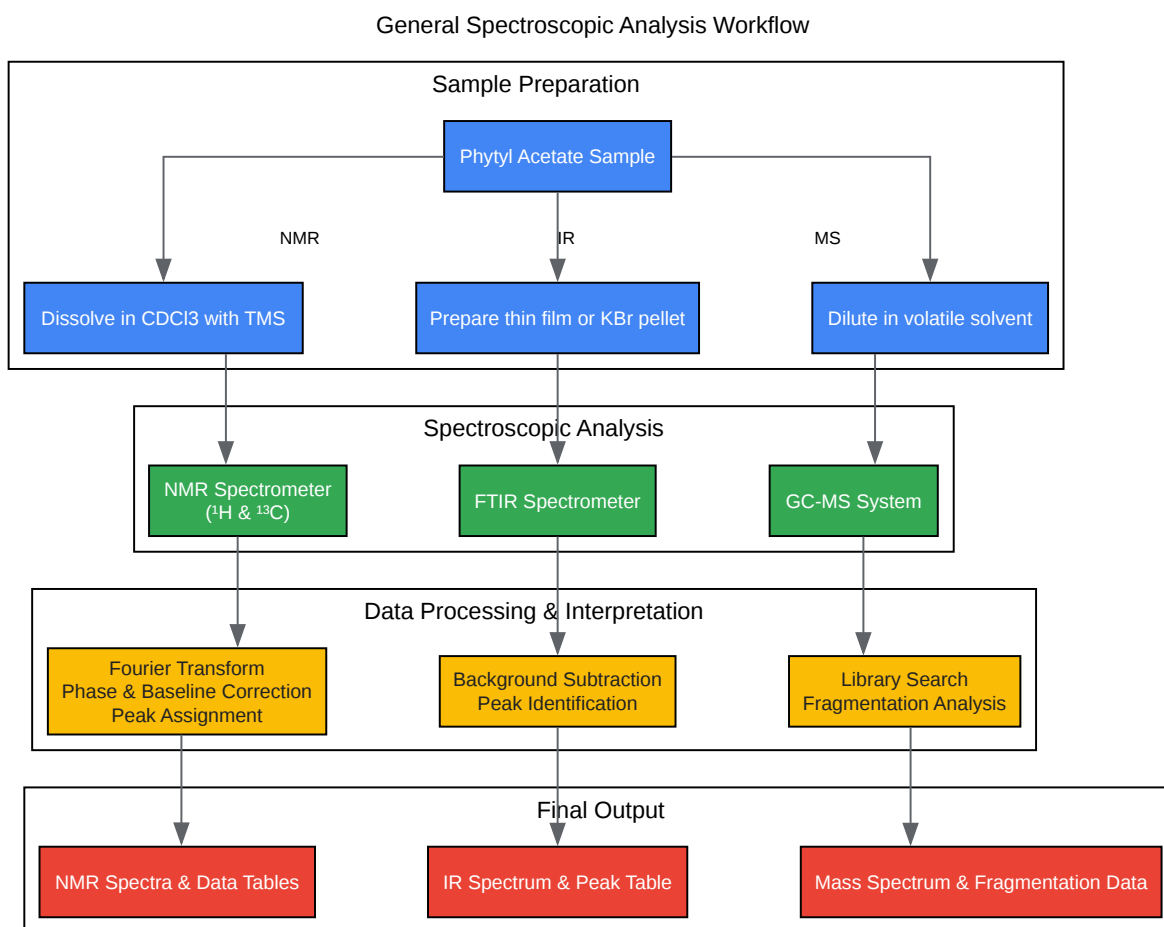 General Spectroscopic Analysis Workflow
Sample Preparation
Phytyl Acetate Sample
NMR
IR
MS
Dissolve in CDCl3 with TMS
Prepare thin film or KBr pellet
Dilute in volatile solvent
Spectroscopic Analysis
NMR Spectrometer
(¹H & ¹³C)
FTIR Spectrometer
GC-MS System
Data Processing & Interpretation
Fourier Transform
Phase & Baseline Correction
Peak Assignment
Background Subtraction
Peak Identification
Library Search
Fragmentation Analysis
Final Output
NMR Spectra & Data Tables
IR Spectrum & Peak Table
Mass Spectrum & Fragmentation Data